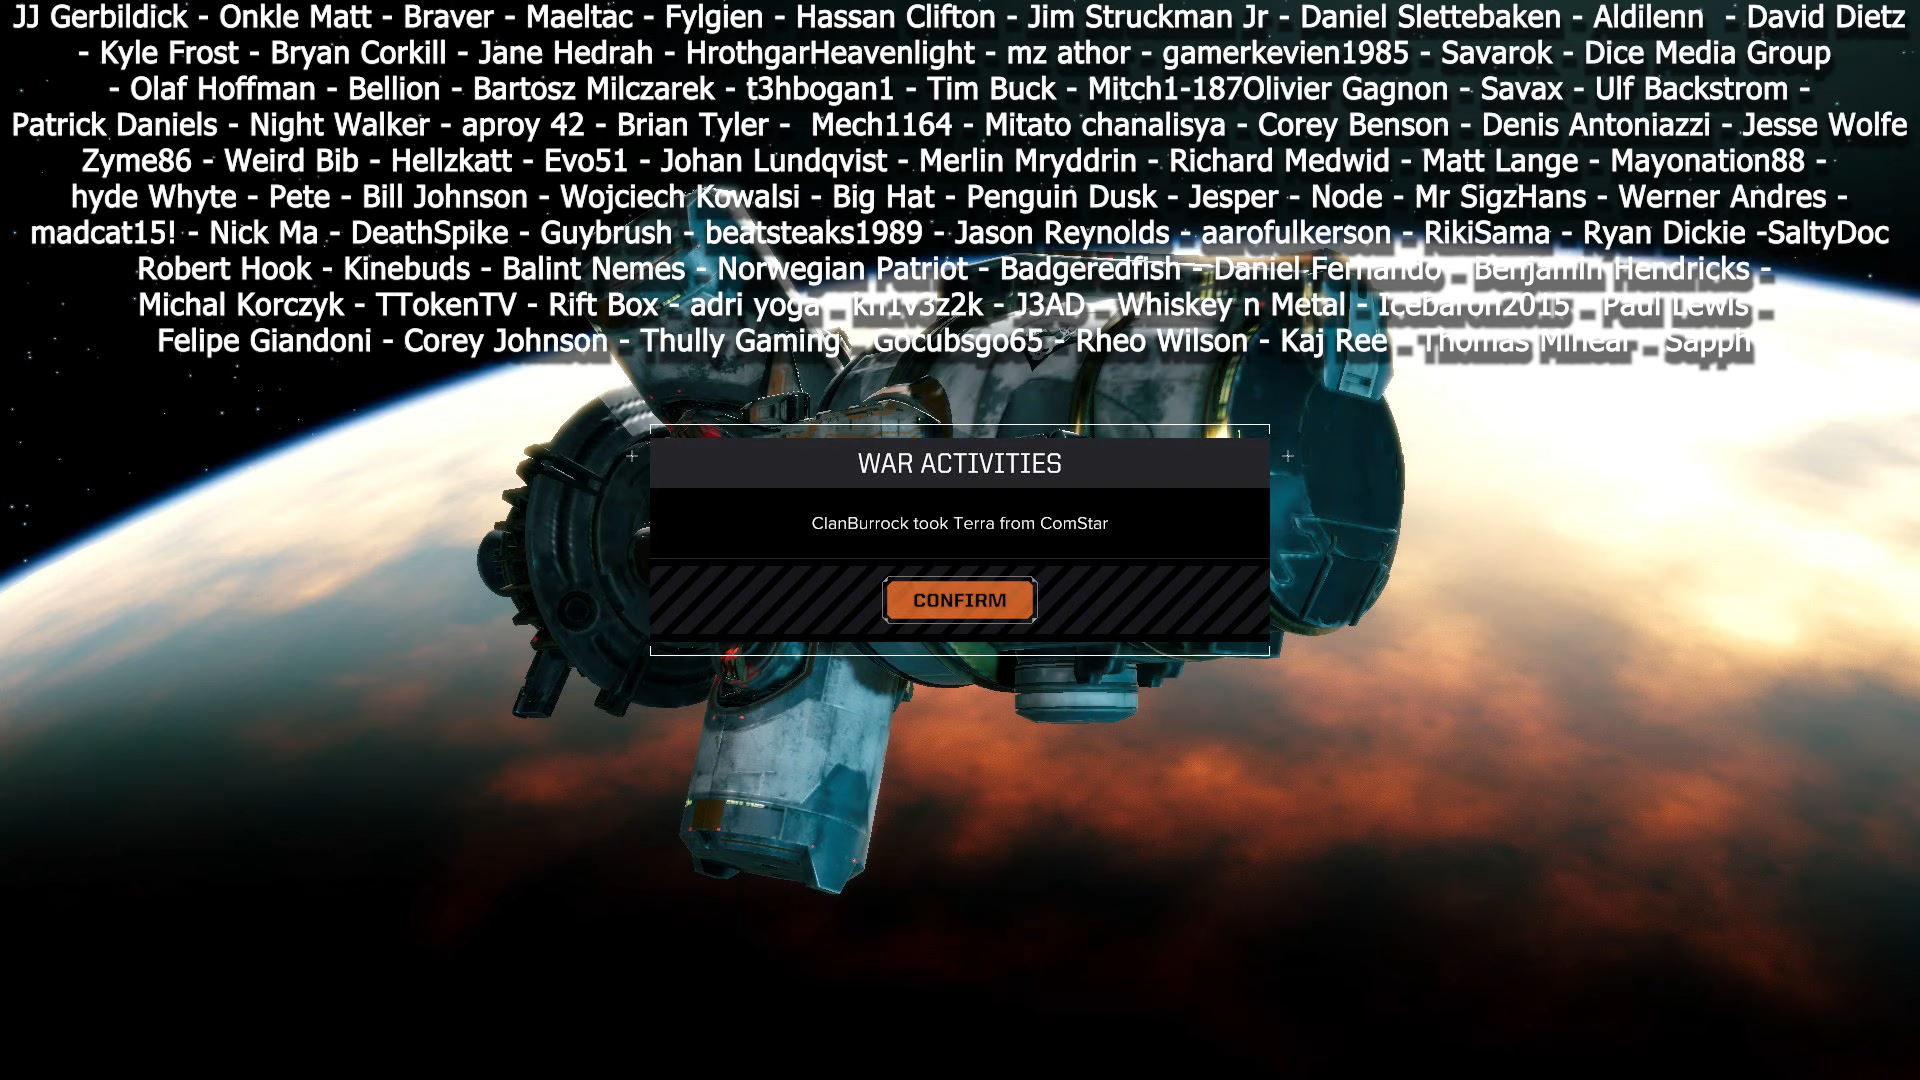 JJ Gerbildick - Onkle Matt - Braver - Maeltac - Fylgien - Hassan Clifton - Jim Struckman Jr - Daniel Slettebaken - Aldilenn - David Dietz
- Kyle Frost - Bryan Corkill - Jane Hedrah - HrothgarHeavenlight - mz athor - gamerkevien1985 - Savarok - Dice Media Group
- Olaf Hoffman - Bellion - Bartosz Milczarek - t3hbogan1 - Tim Buck - Mitch1-187Olivier Gagnon - Savax - Ulf Backstrom -
Patrick Daniels - Night Walker - aproy 42 - Brian Tyler - Mech1164 - Mitato chanalisya - Corey Benson - Denis Antoniazzi - Jesse Wolfe
Zyme86 - Weird Bib - Hellzkatt - Evo51 - Johan Lundqvist - Merlin Mryddrin - Richard Medwid - Matt Lange - Mayonation88 -
hyde Whyte - Pete - Bill Johnson - Wojciech Kowalsi - Big Hat - Penguin Dusk - Jesper - Node - Mr SigzHans - Werner Andres -
madcat15! - Nick Ma - DeathSpike - Guybrush - beatsteaks1989 - Jason Reynolds - aarofulkerson - RikiSama - Ryan Dickie -SaltyDoc
Robert Hook - Kinebuds - Balint Nemes - Norwegian Patriot - Badgeredfish - Daniel Fernando - Benjamin Hendricks -
Michal Korczyk - TTokenTV - Rift Box - adri yoga - kn1v3z2k - J3AD - Whiskey n Metal - Icebaron2015 - Paul Lewis -
Felipe Giandoni - Corey Johnson - Thully Gaming - Gocubsgo65 - Rheo Wilson - Kaj Ree - Thomas Minear - Sapph
WAR ACTIVITIES
ClanBurrock took Terra from ComStar
CONFIRM